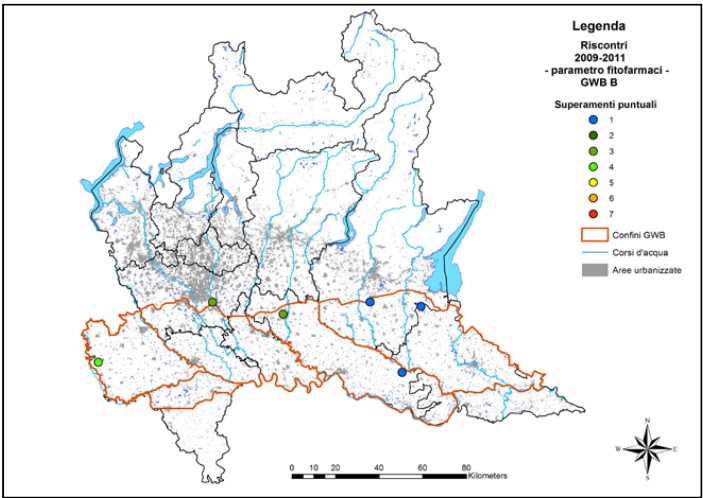 Legenda
Riscontri
2009-2011
- parametro fitofarmaci -
GWB B
Superamenti puntuali
1
2
3
4
5
6
7
Confini GWB
Corsi d'acqua
Aree urbanizzate
N
W E
S
0 10 20 40 60 80
Kilometers